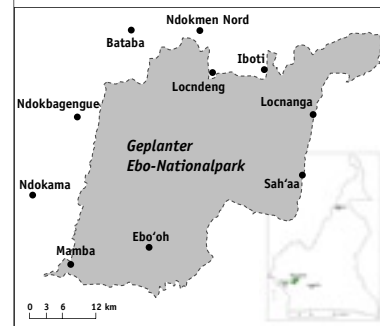 Ndokmen Nord
Bataba
Iboti
Locndeng
Ndokbagengue
Locnanga
Geplanter
Ebo-Nationalpark
Sah'aa
Ndokama
Ebo'oh
Mamba
0 3 6 12 km